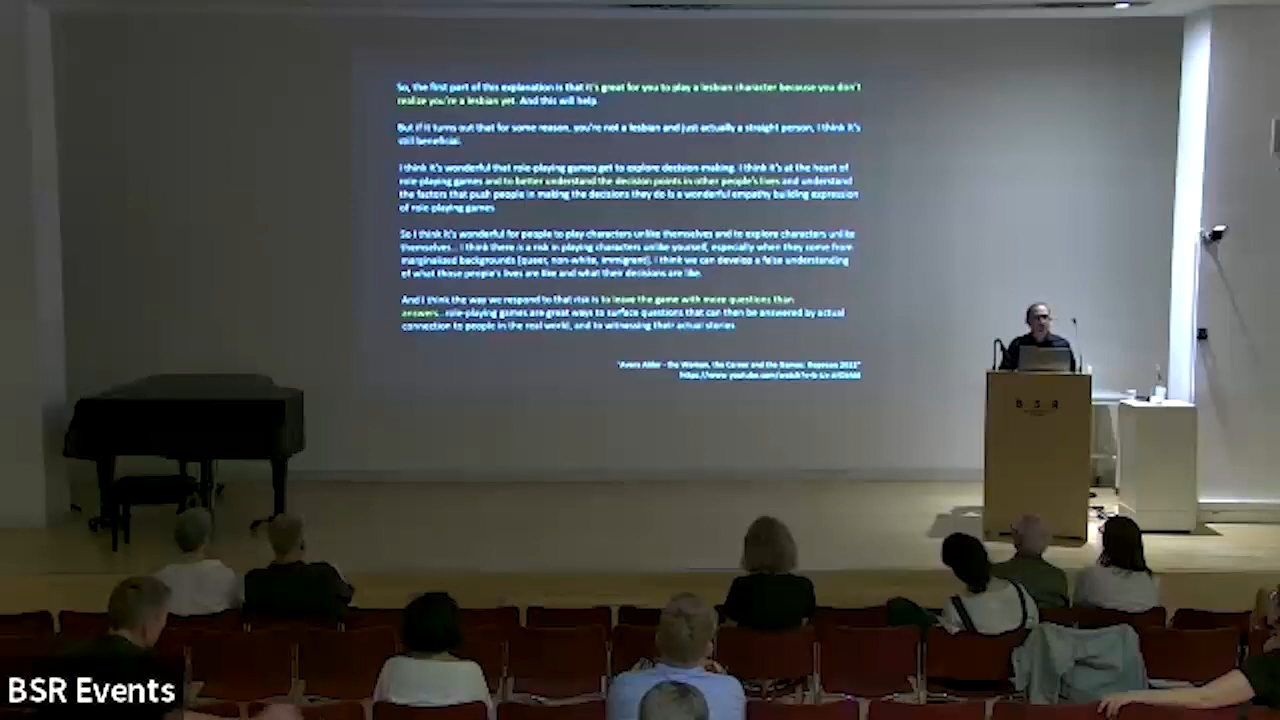 So, the first part of this explanation is that it's great for you to play a lesbian character because you don't
realize you're a lesbian yet. And this will help.
But if it turns out that for some reason, you're not a lesbian and just actually a straight person, I think it's
still beneficial.
I think it's wonderful that role-playing games get to explore decision making. I think it's at the heart of
role-playing games and to better understand the decision points in other people's lives and understand
the factors that push people in making the decisions they do is a wonderful empathy building expression
of role-playing games
So I think it's wonderful for people to play characters unlike themselves and to explore characters unlike
themselves... I think there is a risk in playing characters unlike yourself, especially when they come from
marginalized backgrounds [queer, non-white, immigrant]. I think we can develop a false understanding
of what those people's lives are like and what their decisions are like.
And I think the way we respond to that risk is to leave the game with more questions than
answers... role-playing games are great ways to surface questions that can then be answered by actual
connection to people in the real world, and to witnessing their actual stories
Alder - the Woman, the and the
https://www.youtube.com/watch?v=
BSR
BSR Events